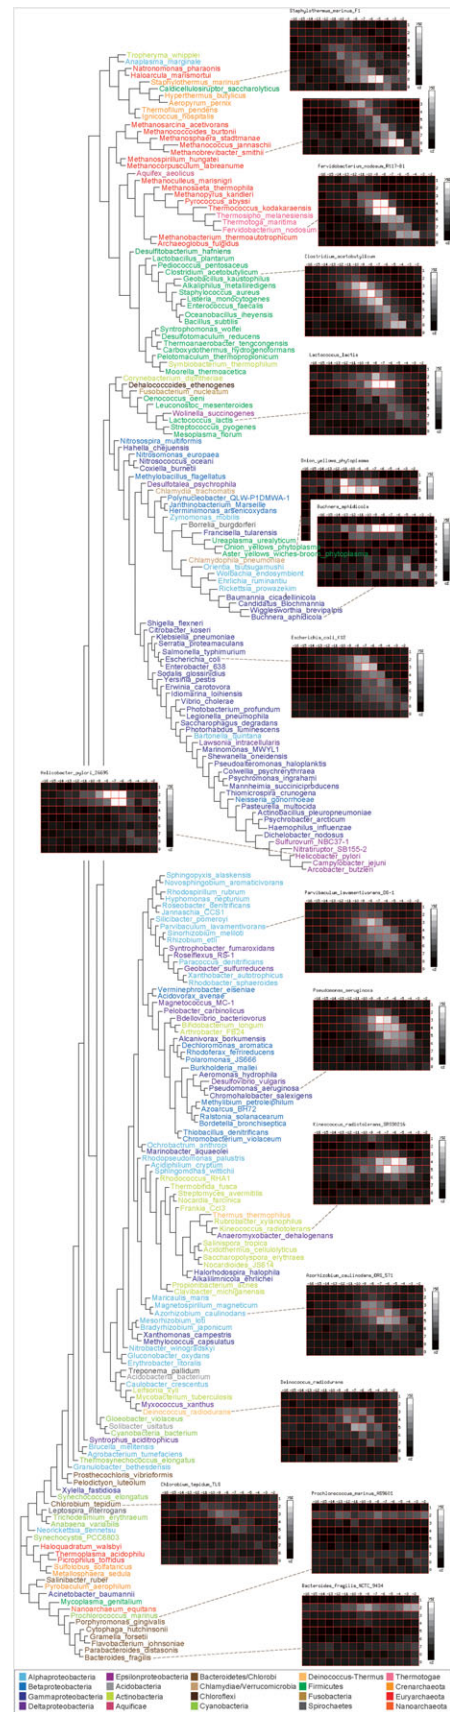 Staphylothermus_marinus_F1
Tropheryma_whipplei
Anaplasma_marginale
Natronomonas_pharaonis
Haloarcula_marismortui
Staphylothermus_marinus
Caldicellulosiruptor_saccharolyticus
Hyperthermus_butylicus
Aeropyrum_pernix
Thermofilum_pendens
Ignicoccus_hospitalis
Methanosarcina_acetivorans
Methanococcoides_burtonii
Methanosphaera_stadtmanae
Methanococcus_jannaschii
Methanobrevibacter_smithii
Methanospirillum_hungatei
Methanocorpusculum_labreanum
Aquifex_aeolicus
Methanoculleus_marisnigri
Methanosaeta_thermophila
Methanopyrus_kandleri
Pyrococcus_abyssi
Thermococcus_kodakaraensis
Thermosipho_melanesiensis
Thermotoga_maritima
Fervidobacterium_nodosum
Methanobacterium_thermoautotrophicum
Archaeoglobus_fulgidus
Desulfitobacterium_hafniens
Lactobacillus_plantarum
Pediococcus_pentosaceus
Clostridium_acetobutylicum
Geobacillus_kaustophilus
Alkaliphilus_metalliredigens
Staphylococcus_aureus
Listeria_monocytogenes
Enterococcus_faecalis
Oceanobacillus_iheyensis
Bacillus_subtilis
Syntrophomonas_wolfei
Desulfotomaculum_reducens
Thermoanaerobacter_tengcongensis
Carboxydothermus_hydrogenoformans
Pelotomaculum_thermopropionicum
Symbiobacterium_thermophilum
Moorella_thermoacetica
Corynebacterium_diphtheriae
Dehalococcoides_ethenogenes
Fusobacterium_nucleatum
Oenococcus_oeni
Leuconostoc_mesenteroides
Wolinella_succinogenes
Lactococcus_lactis
Streptococcus_pyogenes
Mesoplasma_florum
Nitrosospira_multiformis
Hahella_chejuensis
Nitrosomonas_europaea
Nitrosococcus_oceani
Coxiella_burnetii
Methylobacillus_flagellatus
Desulfotalea_psychrophila
Chlamydia_trachomatis
Polynucleobacter_QLW-P1DMWA-1
Janthinobacterium_Marseille
Herminiimonas_arsenicoxydans
Zymomonas_mobilis
Borrelia_burgdorferi
Francisella_tularensis
Ureaplasma_urealyticum
Onion_yellows_phytoplasma
Aster_yellows_witches-broom_phytoplasma
Chlamydophila_pneumoniae
Orientia_tsutsugamushi
Wolbachia_endosymbiont
Ehrlichia_ruminantiu
Rickettsia_prowazekiim
Baumannia_cicadellinicola
Candidatus_Blochmannia
Wigglesworthia_brevipalpis
Buchnera_aphidicola
Shigella_flexneri
Citrobacter_koseri
Klebsiella_pneumoniae
Serratia_proteamaculans
Salmonella_typhimurium
Escherichia_coli
Enterobacter_638
Sodalis_glossinidius
Yersinia_pestis
Erwinia_carotovora
Idiomarina_loihiensis
Vibrio_cholerae
Photobacterium_profundum
Legionella_pneumophila
Saccharophagus_degradans
Photorhabdus_luminescens
Bartonella_quintana
Lawsonia_intracellularis
Marinomonas_MWYL1
Shewanella_oneidensis
Pseudoalteromonas_haloplanktis
Colwellia_psychrerythraea
Psychromonas_ingrahami
Mannheimia_succiniciproducens
Thiomicrospira_crunogena
Neisseria_gonorrhoeae
Pasteurella_multocida
Actinobacillus_pleuropneumoniae
Psychrobacter_arcticum
Haemophilus_influenzae
Dichelobacter_nodosus
Sulfurovum_NBC37-1
Nitratiruptor_SB155-2
Helicobacter_pylori
Campylobacter_jejuni
Arcobacter_butzleri
Sphingopyxis_alaskensis
Novosphingobium_aromaticivorans
Rhodospirillum_rubrum
Hyphomonas_neptunium
Roseobacter_denitrificans
Jannaschia_CCS1
Silicibacter_pomeroyi
Parvibaculum_lavamentivorans
Sinorhizobium_meliloti
Rhizobium_etli
Syntrophobacter_fumaroxidans
Roseiflexus_RS-1
Paracoccus_denitrificans
Geobacter_sulfurreducens
Xanthobacter_autotrophicus
Rhodobacter_sphaeroides
Verminephrobacter_eiseniae
Acidovorax_avenae
Magnetococcus_MC-1
Pelobacter_carbinolicus
Bdellovibrio_bacteriovorus
Bifidobacterium_longum
Arthrobacter_FB24
Alcanivorax_borkumensis
Dechloromonas_aromatica
Rhodoferax_ferrireducens
Polaromonas_JS666
Burkholderia_mallei
Aeromonas_hydrophila
Desulfovibrio_vulgaris
Pseudomonas_aeruginosa
Chromohalobacter_salexigens
Methylibium_petroleiphilum
Azoarcus_BH72
Ralstonia_solanacearum
Bordetella_bronchiseptica
Thiobacillus_denitrificans
Chromobacterium_violaceum
Ochrobactrum_anthropi
Marinobacter_aquaeolei
Rhodopseudomonas_palustris
Acidiphilium_cryptum
Sphingomonas_wittichii
Rhodococcus_RHA1
Thermobifida_fusca
Streptomyces_avermitilis
Nocardia_farcinica
Frankia_CcI3
Thermus_thermophilus
Rubrobacter_xylanophilus
Kineococcus_radiotolerans
Anaeromyxobacter_dehalogenans
Salinispora_tropica
Acidothermus_cellulolyticus
Saccharopolyspora_erythraea
Nocardioides_JS614
Halorhodospira_halophila
Alkalilimnicola_ehrlichei
Propionibacterium_acnes
Clavibacter_michiganensis
Maricaulis_maris
Magnetospirillum_magneticum
Azorhizobium_caulinodans
Mesorhizobium_loti
Bradyrhizobium_japonicum
Xanthomonas_campestris
Methylococcus_capsulatus
Nitrobacter_winogradskyi
Gluconobacter_oxydans
Erythrobacter_litoralis
Treponema_pallidum
Acidobacteria_bacterium
Caulobacter_crescentus
Leifsonia_xyli
Mycobacterium_tuberculosis
Myxococcus_xanthus
Deinococcus_radiodurans
Gloeobacter_violaceus
Solibacter_usitatus
Cyanobacteria_bacterium
Syntrophus_aciditrophicus
Brucella_melitensis
Agrobacterium_tumefaciens
Thermosynechococcus_elongatus
Granulobacter_bethesdensis
Prosthecochloris_vibrioformis
Pelodictyon_luteolum
Xylella_fastidiosa
Synechococcus_elongatus
Chlorobium_tepidum
Leptospira_interrogans
Trichodesmium_erythraeum
Anabaena_variabilis
Neorickettsia_sennetsu
Synechocystis_PCC6803
Haloquadratum_walsbyi
Thermoplasma_acidophilu
Picrophilus_torridus
Sulfolobus_solfataricus
Metallosphaera_sedula
Salinibacter_ruber
Pyrobaculum_aerophilum
Acinetobacter_baumannii
Mycoplasma_genitalium
Nanoarchaeum_equitans
Prochlorococcus_marinus
Porphyromonas_gingivalis
Cytophaga_hutchinsonii
Gramella_forsetii
Flavobacterium_johnsoniae
Parabacteroides_distasonis
Bacteroides_fragilis
Fervidobacterium_nodosum_Rt17-B1
Clostridium_acetobutylicum
Lactococcus_lactis
Onion_yellows_phytoplasma
Buchnera_aphidicola
Escherichia_coli_K12
Helicobacter_pylori_26695
Parvibaculum_lavamentivorans_DS-1
Pseudomonas_aeruginosa
Kineococcus_radiotolerans_SRS30216
Azorhizobium_caulinodans_ORS_571
Deinococcus_radiodurans
Chlorobium_tepidum_TLS
Prochlorococcus_marinus_AS9601
Bacteroides_fragilis_NCTC_9434
Alphaproteobacteria
Betaproteobacteria
Gammaproteobacteria
Deltaproteobacteria
Epsilonproteobacteria
Acidobacteria
Actinobacteria
Aquificae
Bacteroidetes/Chlorobi
Chlamydiae/Verrucomicrobia
Chloroflexi
Cyanobacteria
Deinococcus-Thermus
Firmicutes
Fusobacteria
Spirochaetes
Thermotogae
Crenarchaeota
Euryarchaeota
Nanoarchaeota